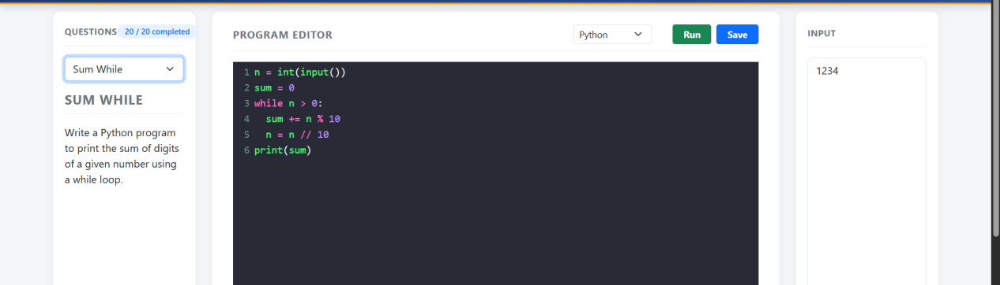 QUESTIONS 20 / 20 completed
Sum While
SUM WHILE
Write a Python program
to print the sum of digits
of a given number using
a while loop.
PROGRAM EDITOR
Python
Run
Save
1 n = int(input())
2 sum = 0
3 while n > 0:
4   sum += n % 10
5   n = n // 10
6 print(sum)
INPUT
1234